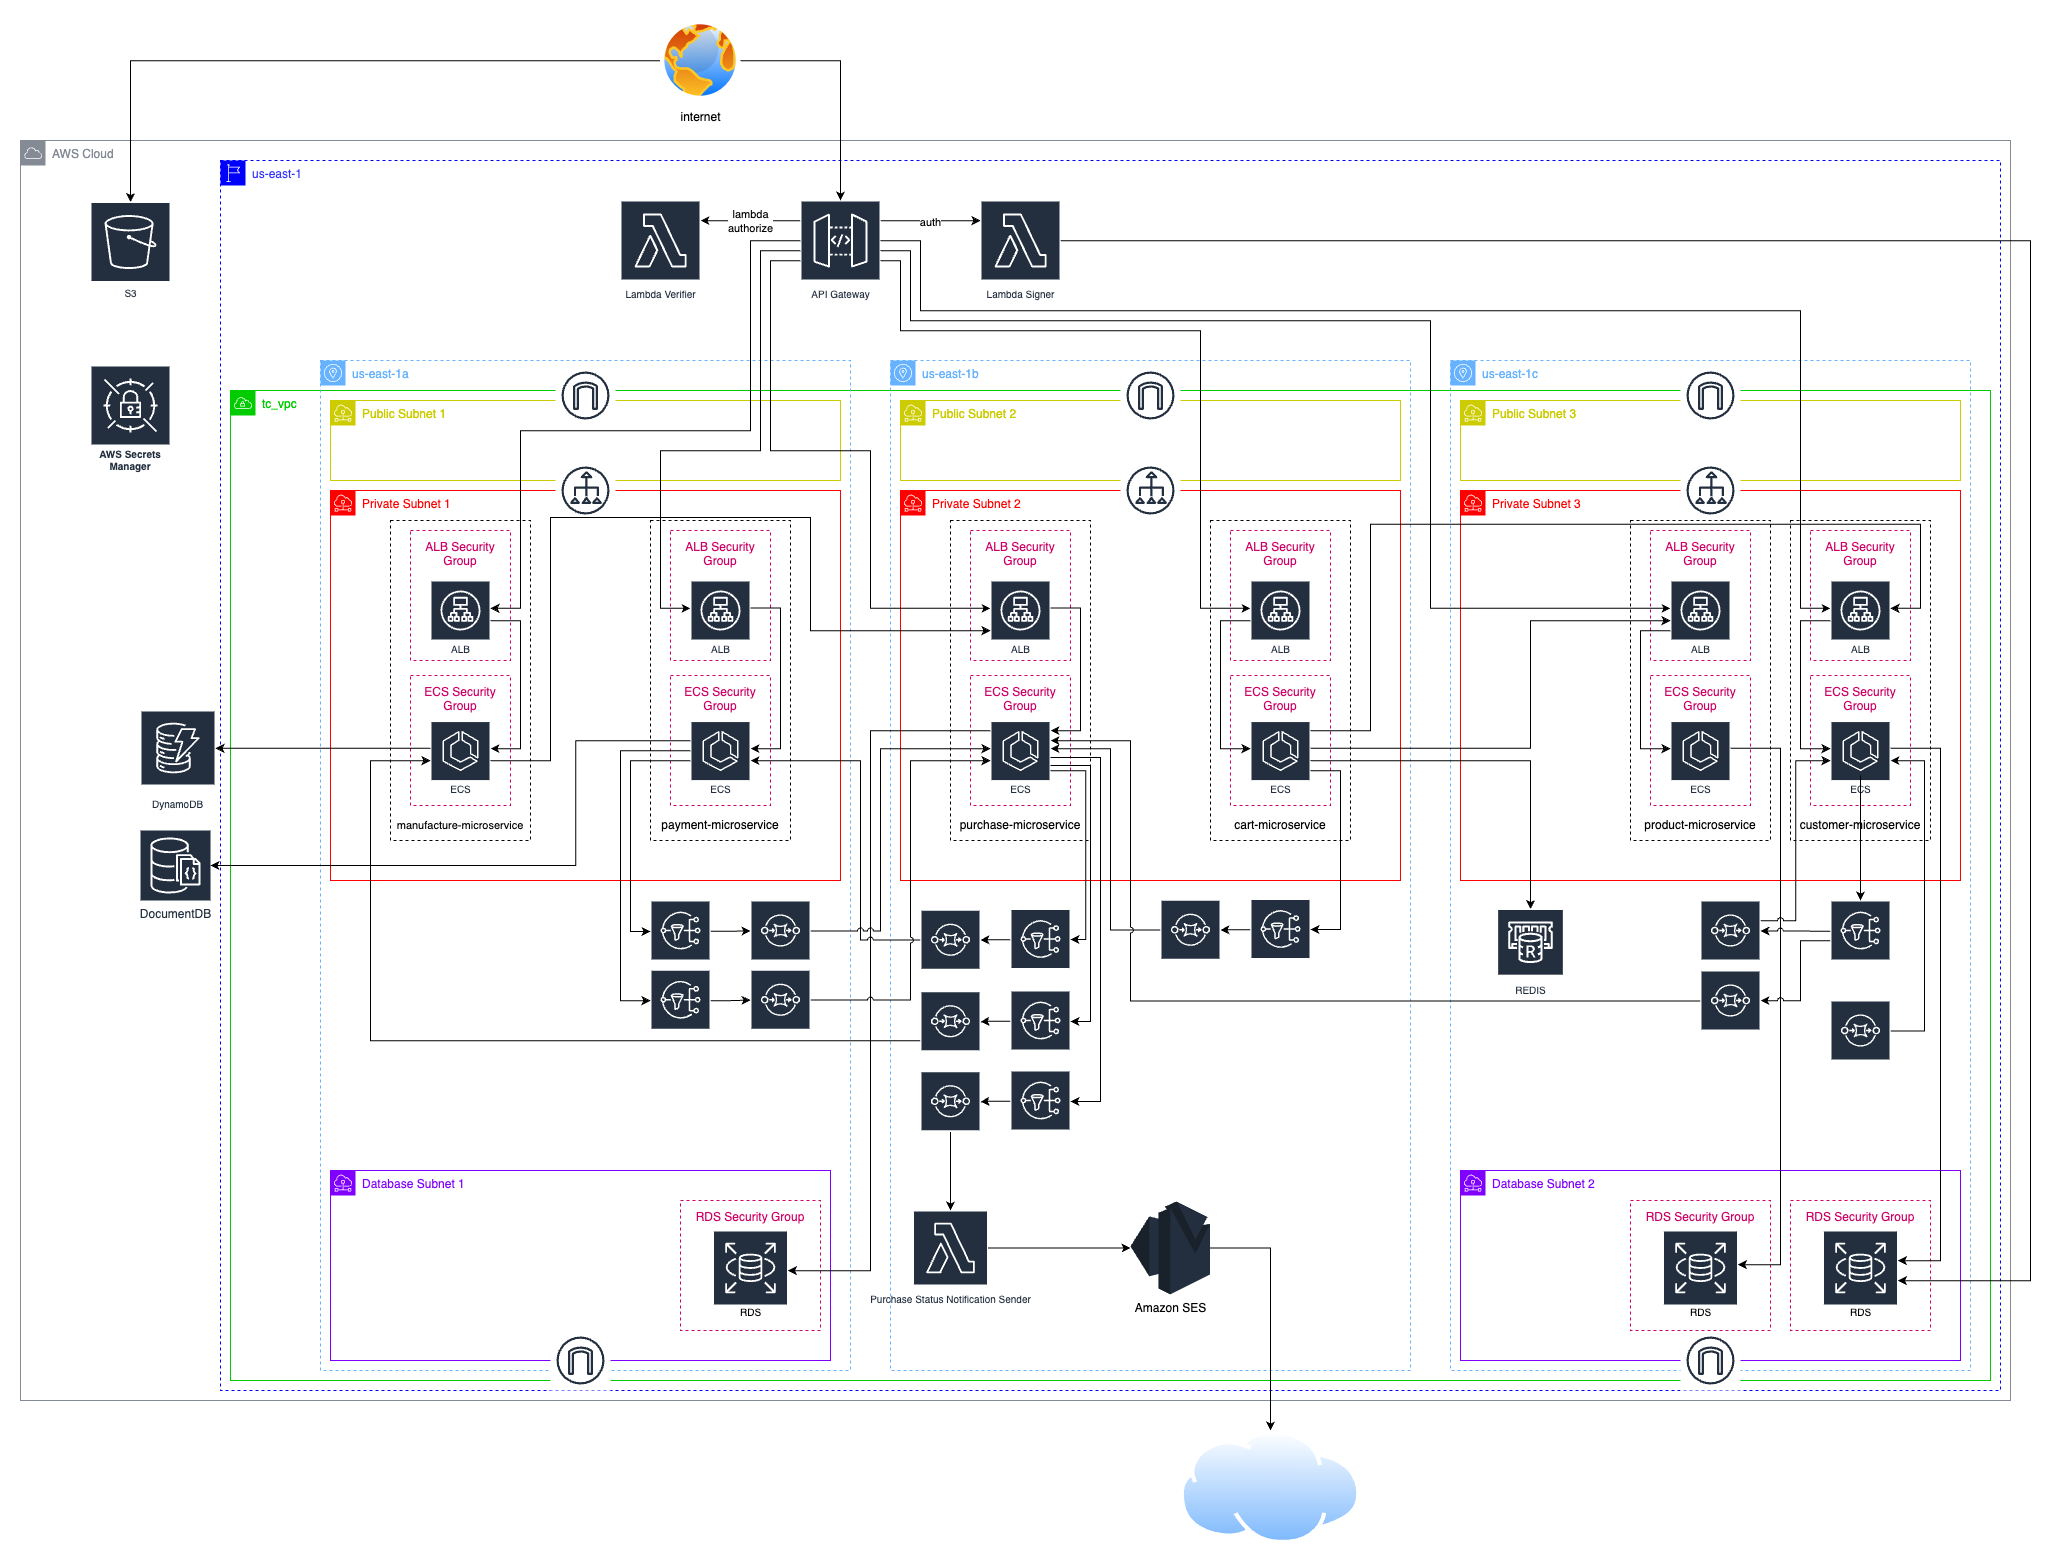 internet
AWS Cloud
us-east-1
lambda
authorize
auth
S3
Lambda Verifier
API Gateway
Lambda Signer
us-east-1a
us-east-1b
us-east-1c
tc_vpc
Public Subnet 1
Public Subnet 2
Public Subnet 3
AWS Secrets
Manager
Private Subnet 1
Private Subnet 2
Private Subnet 3
ALB Security
Group
ALB Security
Group
ALB Security
Group
ALB Security
Group
ALB Security
Group
ALB Security
Group
ALB
ALB
ALB
ALB
ALB
ALB
ECS Security
Group
ECS Security
Group
ECS Security
Group
ECS Security
Group
ECS Security
Group
ECS Security
Group
ECS
ECS
ECS
ECS
ECS
ECS
DynamoDB
manufacture-microservice
payment-microservice
purchase-microservice
cart-microservice
product-microservice
customer-microservice
DocumentDB
R
REDIS
Database Subnet 1
Database Subnet 2
RDS Security Group
RDS Security Group
RDS Security Group
RDS
RDS
RDS
Purchase Status Notification Sender
Amazon SES